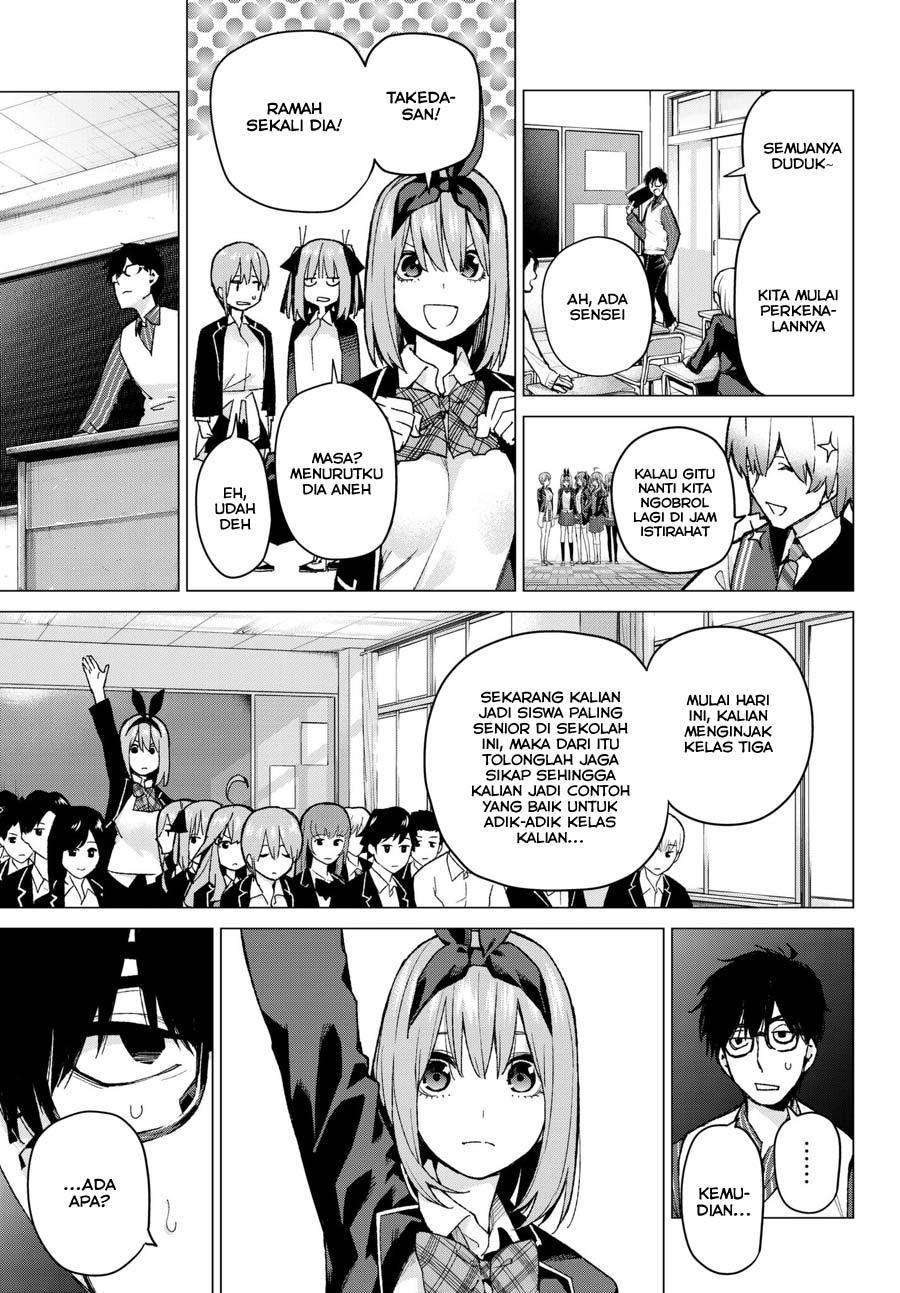 SEMUANYA
DUDUK~
KITA MULAI
PERKENA-
LANNYA
AH, ADA
SENSEI
KALAU GITU
NANTI KITA
NGOBROL
LAGI DI JAM
ISTIRAHAT
TAKEDA-
SAN!
RAMAH
SEKALI DIA!
MASA?
MENURUTKU
DIA ANEH
EH,
UDAH
DEH
MULAI HARI
INI, KALIAN
MENGINJAK
KELAS TIGA
SEKARANG KALIAN
JADI SISWA PALING
SENIOR DI SEKOLAH
INI, MAKA DARI ITU
TOLONGLAH JAGA
SIKAP SEHINGGA
KALIAN JADI CONTOH
YANG BAIK UNTUK
ADIK-ADIK KELAS
KALIAN...
......
KEMU-
DIAN...
...ADA
APA?